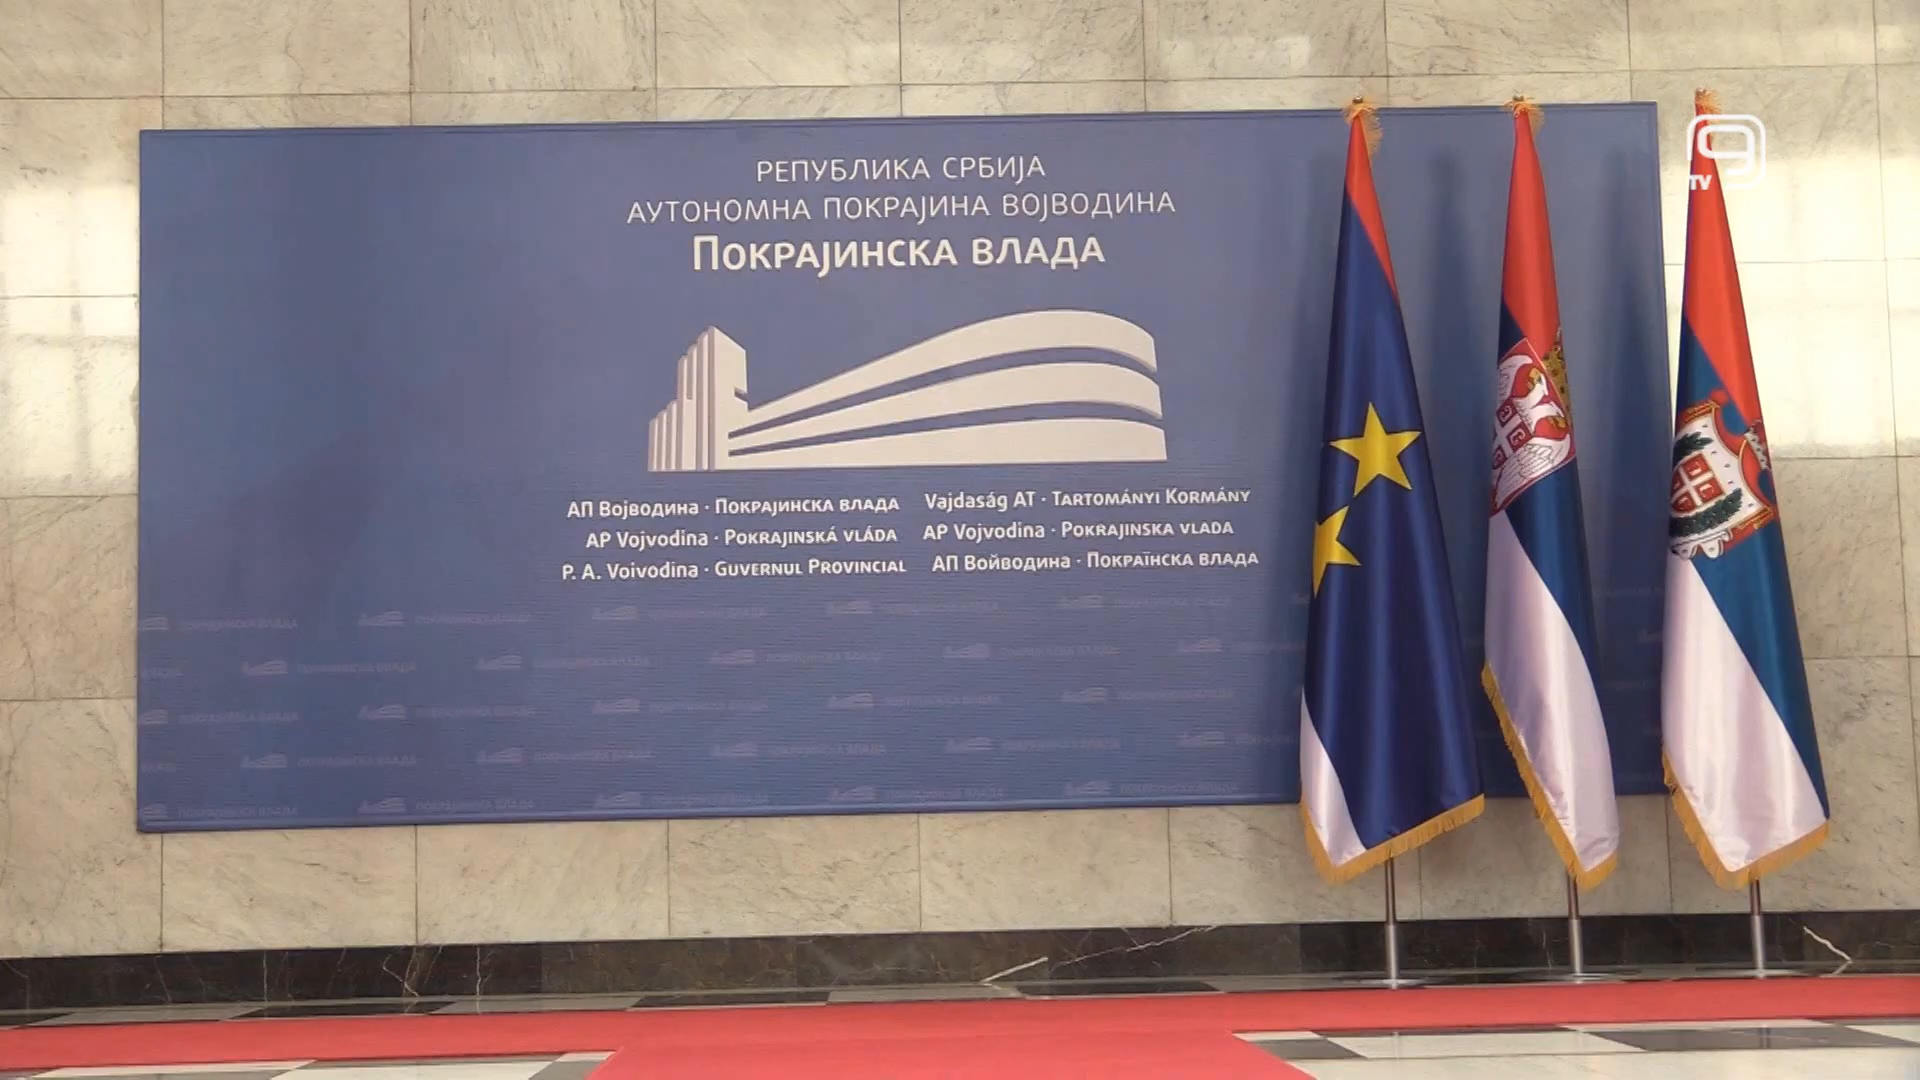 РЕПУБЛИКА СРБИЈА
АУТОНОМНА ПОКРАЈИНА ВОЈВОДИНА
ПОКРАЈИНСКА ВЛАДА
АП Војводина · ПОКРАЈИНСКА ВЛАДА
Vajdaság AT · TARTOMÁNYI KORMÁNY
AP Vojvodina · POKRAJINSKÁ VLÁDA
AP Vojvodina · POKRAJINSKA VLADA
P. A. Voivodina · GUVERNUL PROVINCIAL
АП Войводина · ПОКРАЇНСКА ВЛАДА
9
TV